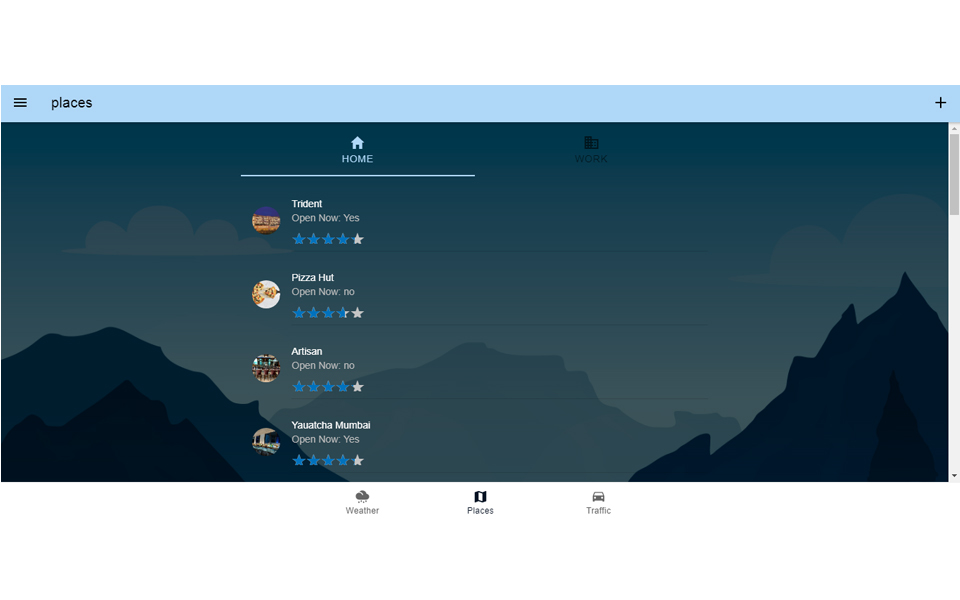 places
HOME
WORK
Trident
Open Now: Yes
Pizza Hut
Open Now: no
Artisan
Open Now: no
Yauatcha Mumbai
Open Now: Yes
Weather
Places
Traffic